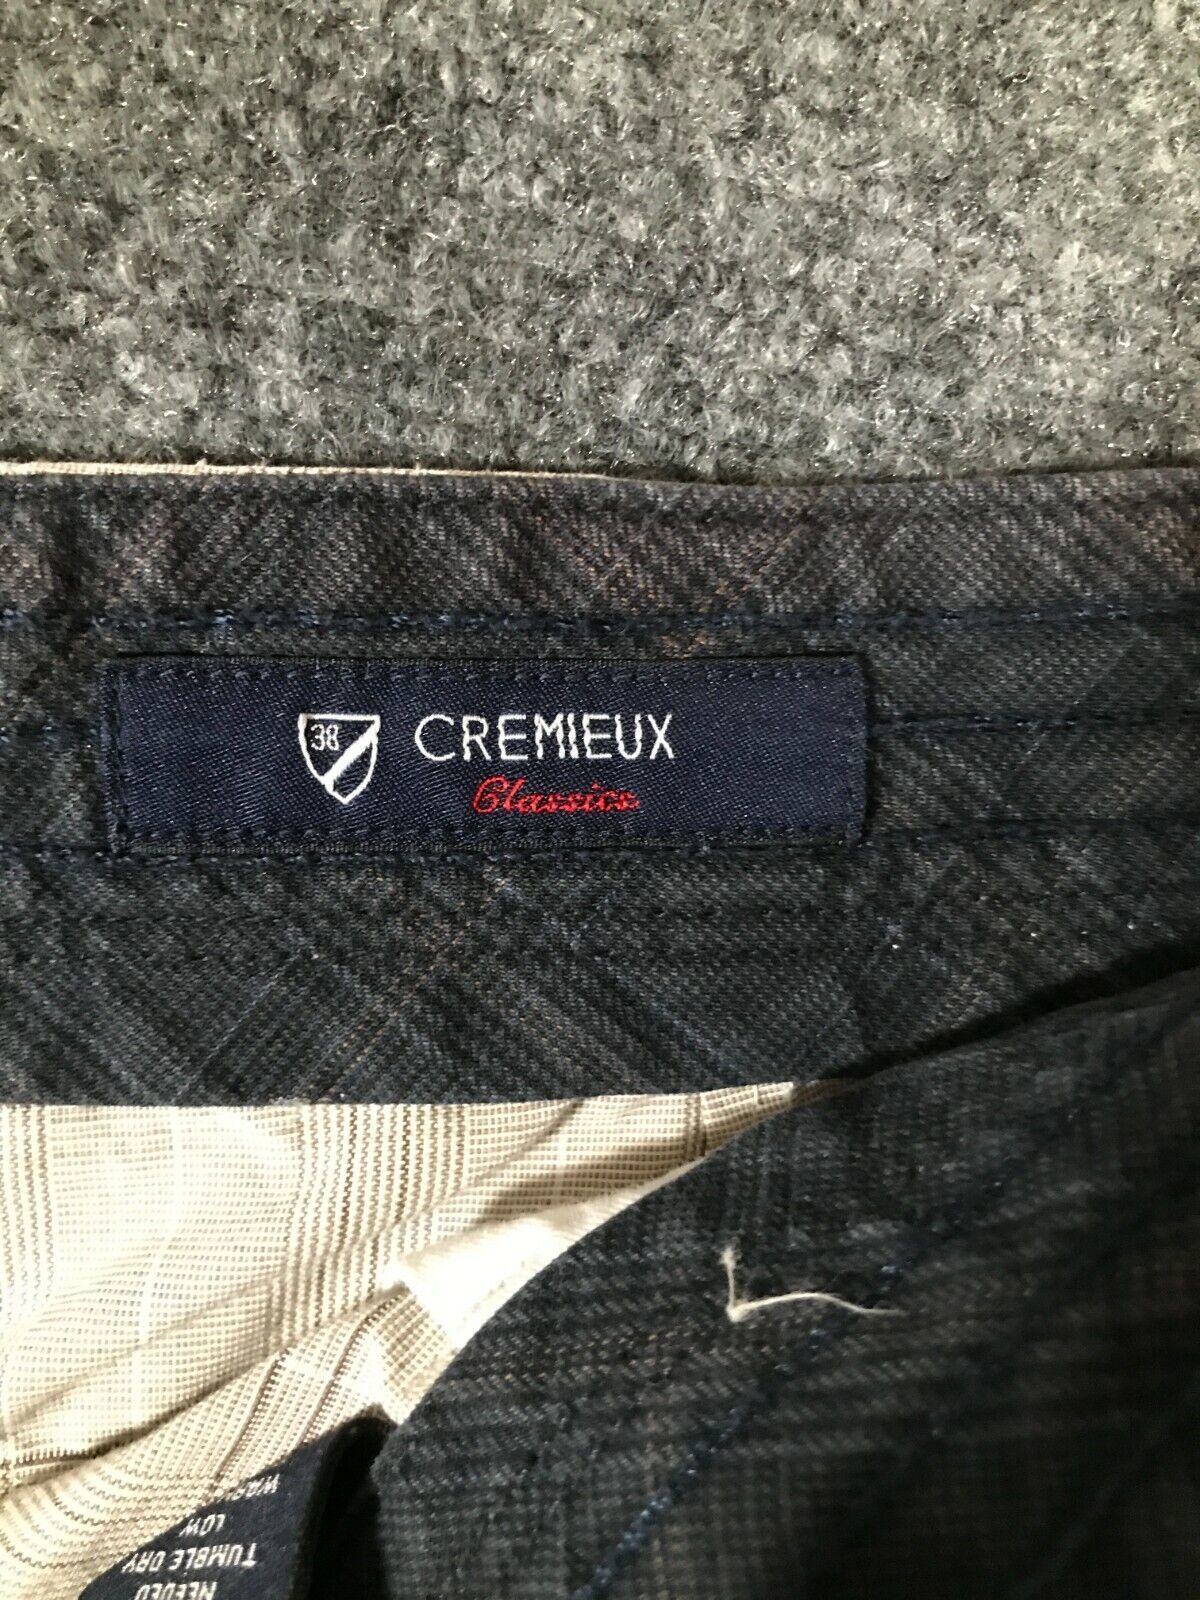 38 CREMIEUX
Classics
NEEDED
TUMBLE DRY
LOW